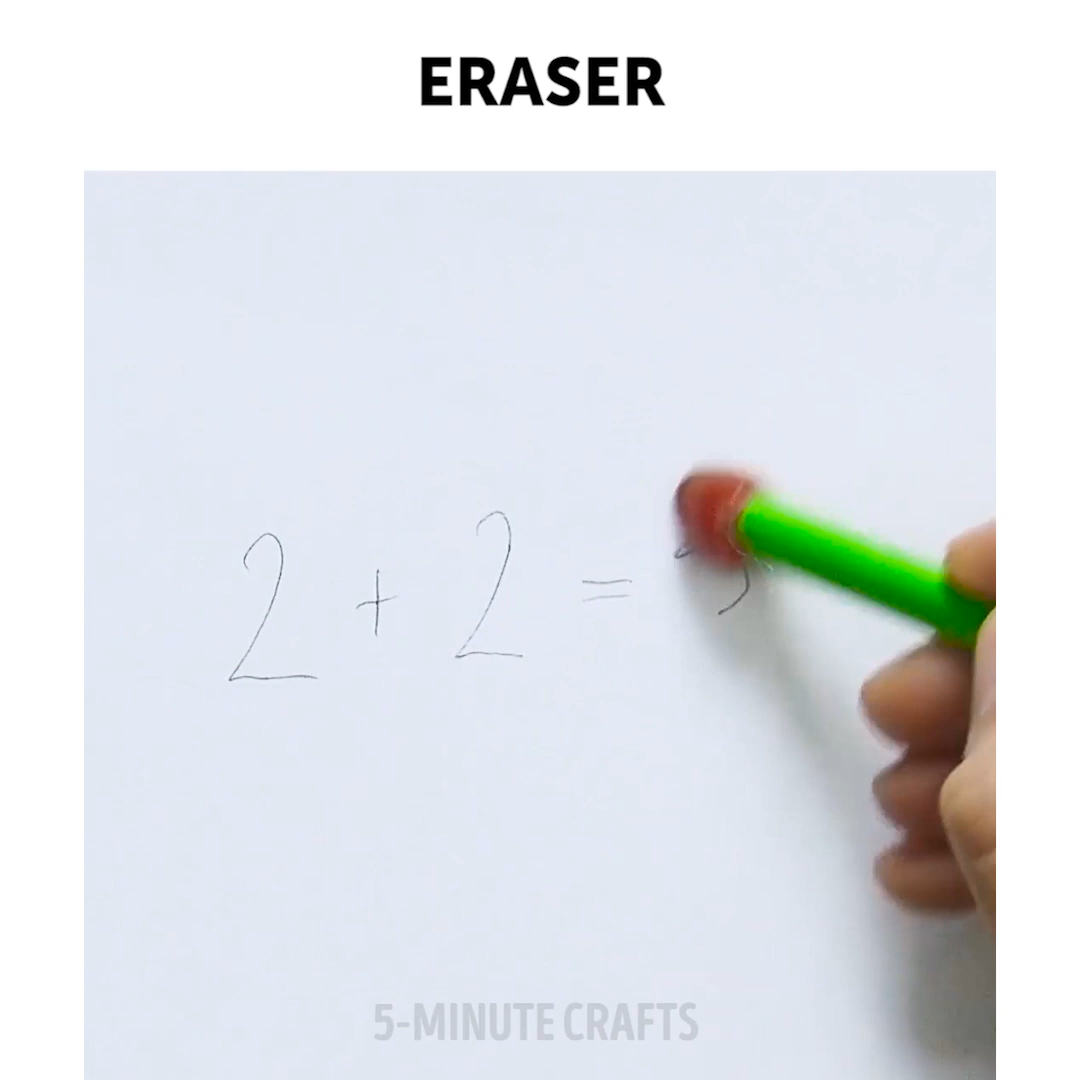 ERASER
2 + 2 =
5-MINUTE CRAFTS